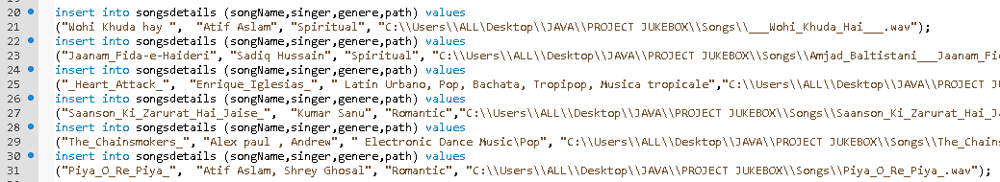 20 insert into songsdetails (songName,singer,genere,path) values
21 ("Wohi Khuda hay ", "Atif Aslam", "Spiritual", "C:\\Users\\ALL\Desktop\\JAVA\\PROJECT JUKEBOX\\Songs\\___Wohi_Khuda_Hai___.wav");
22 insert into songsdetails (songName,singer,genere,path) values
23 ("Jaanam_Fida-e-Haideri", "Sadiq Hussain", "Spiritual", "C:\\Users\\ALL\\Desktop\\JAVA\\PROJECT JUKEBOX\\Songs\\Amjad_Baltistani___Jaanam_Fi
24 insert into songsdetails (songName,singer,genere,path) values
25 ("_Heart_Attack_", "Enrique_Iglesias_", " Latin Urbano, Pop, Bachata, Tropipop, Musica tropicale","C:\\Users\\ALL\\Desktop\\JAVA\\PROJECT J
26 insert into songsdetails (songName,singer,genere,path) values
27 ("Saanson_Ki_Zarurat_Hai_Jaise_", "Kumar Sanu", "Romantic","C:\\Users\\ALL\\Desktop\\JAVA\\PROJECT JUKEBOX\\Songs\\Saanson_Ki_Zarurat_Hai_J
28 insert into songsdetails (songName,singer,genere,path) values
29 ("The_Chainsmokers_", "Alex paul , Andrew", " Electronic Dance Music\Pop", "C:\\Users\\ALL\\Desktop\\JAVA\\PROJECT JUKEBOX\\Songs\\The_Chains
30 insert into songsdetails (songName,singer,genere,path) values
31 ("Piya_O_Re_Piya_", "Atif Aslam, Shrey Ghosal", "Romantic", "C:\\Users\\ALL\\Desktop\\JAVA\\PROJECT JUKEBOX\\Songs\\Piya_O_Re_Piya_.wav");